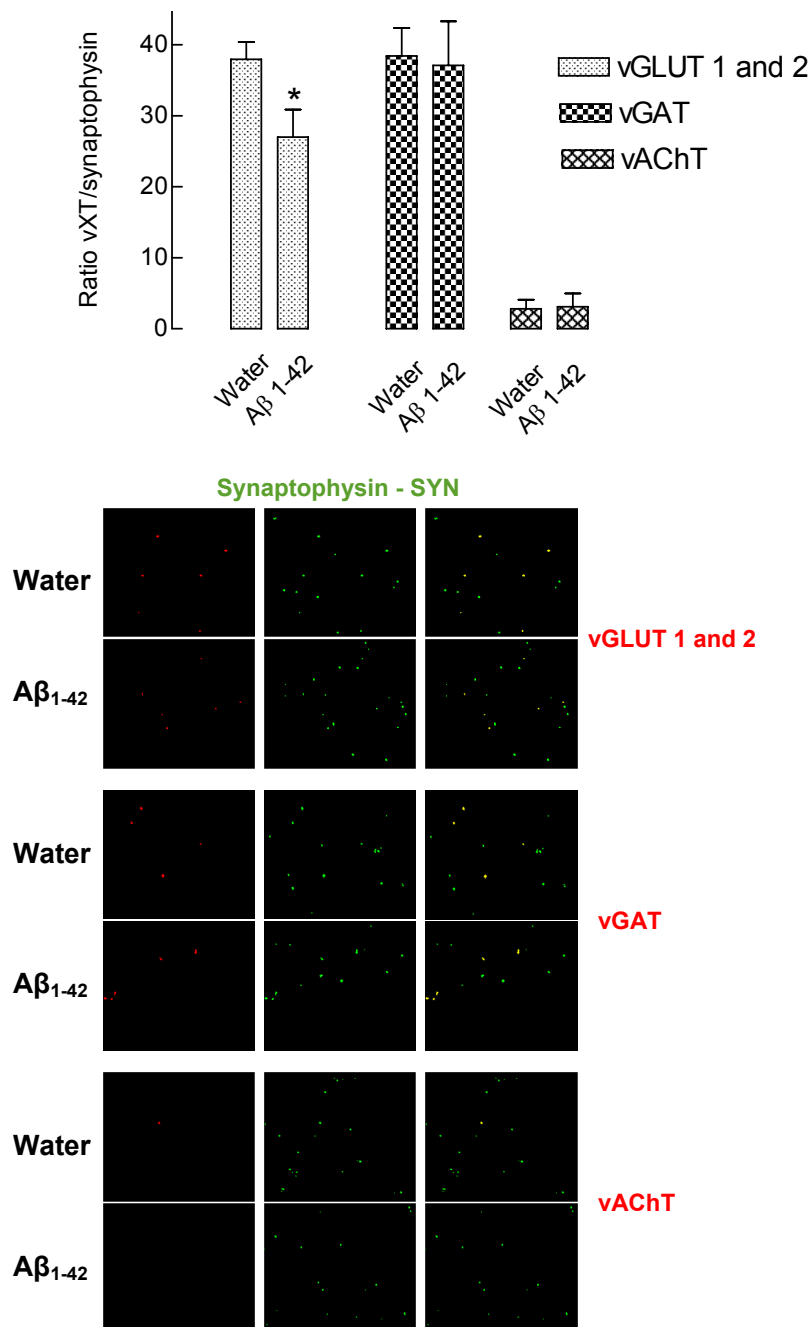 Ratio vXT/synaptophysin
40
30
20
10
0
*
Water
Aβ 1-42
Water
Aβ 1-42
Water
Aβ 1-42
vGLUT 1 and 2
vGAT
vAChT
Synaptophysin - SYN
Water
vGLUT 1 and 2
Aβ1-42
Water
vGAT
Aβ1-42
Water
vAChT
Aβ1-42